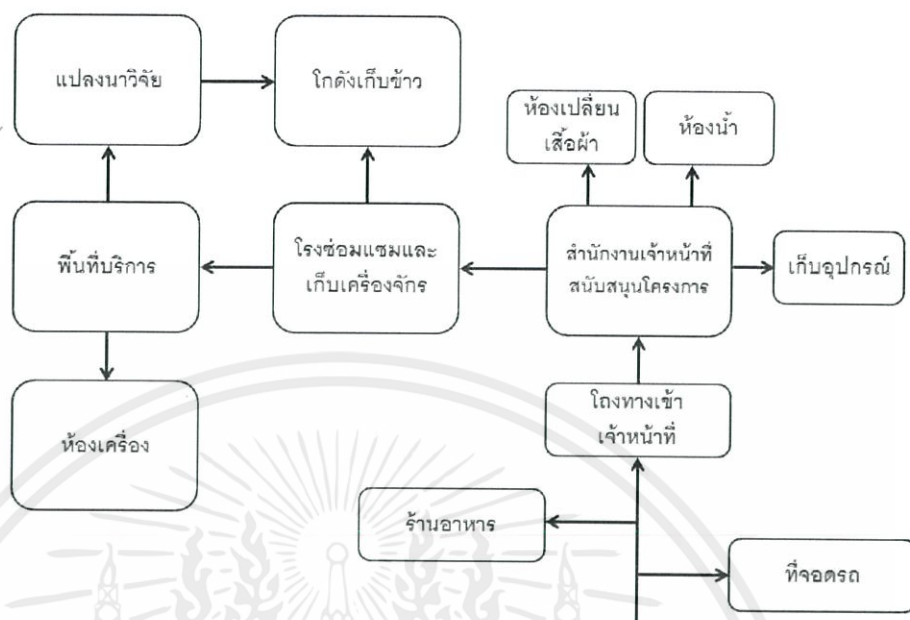 แปลงนาวิจัย
โกดังเก็บข้าว
ห้องเปลี่ยน
เสื้อผ้า
ห้องน้ำ
พื้นที่บริการ
โรงซ่อมแซมและ
เก็บเครื่องจักร
สำนักงานเจ้าหน้าที่
สนับสนุนโครงการ
เก็บอุปกรณ์
ห้องเครื่อง
โถงทางเข้า
เจ้าหน้าที่
ร้านอาหาร
ที่จอดรถ